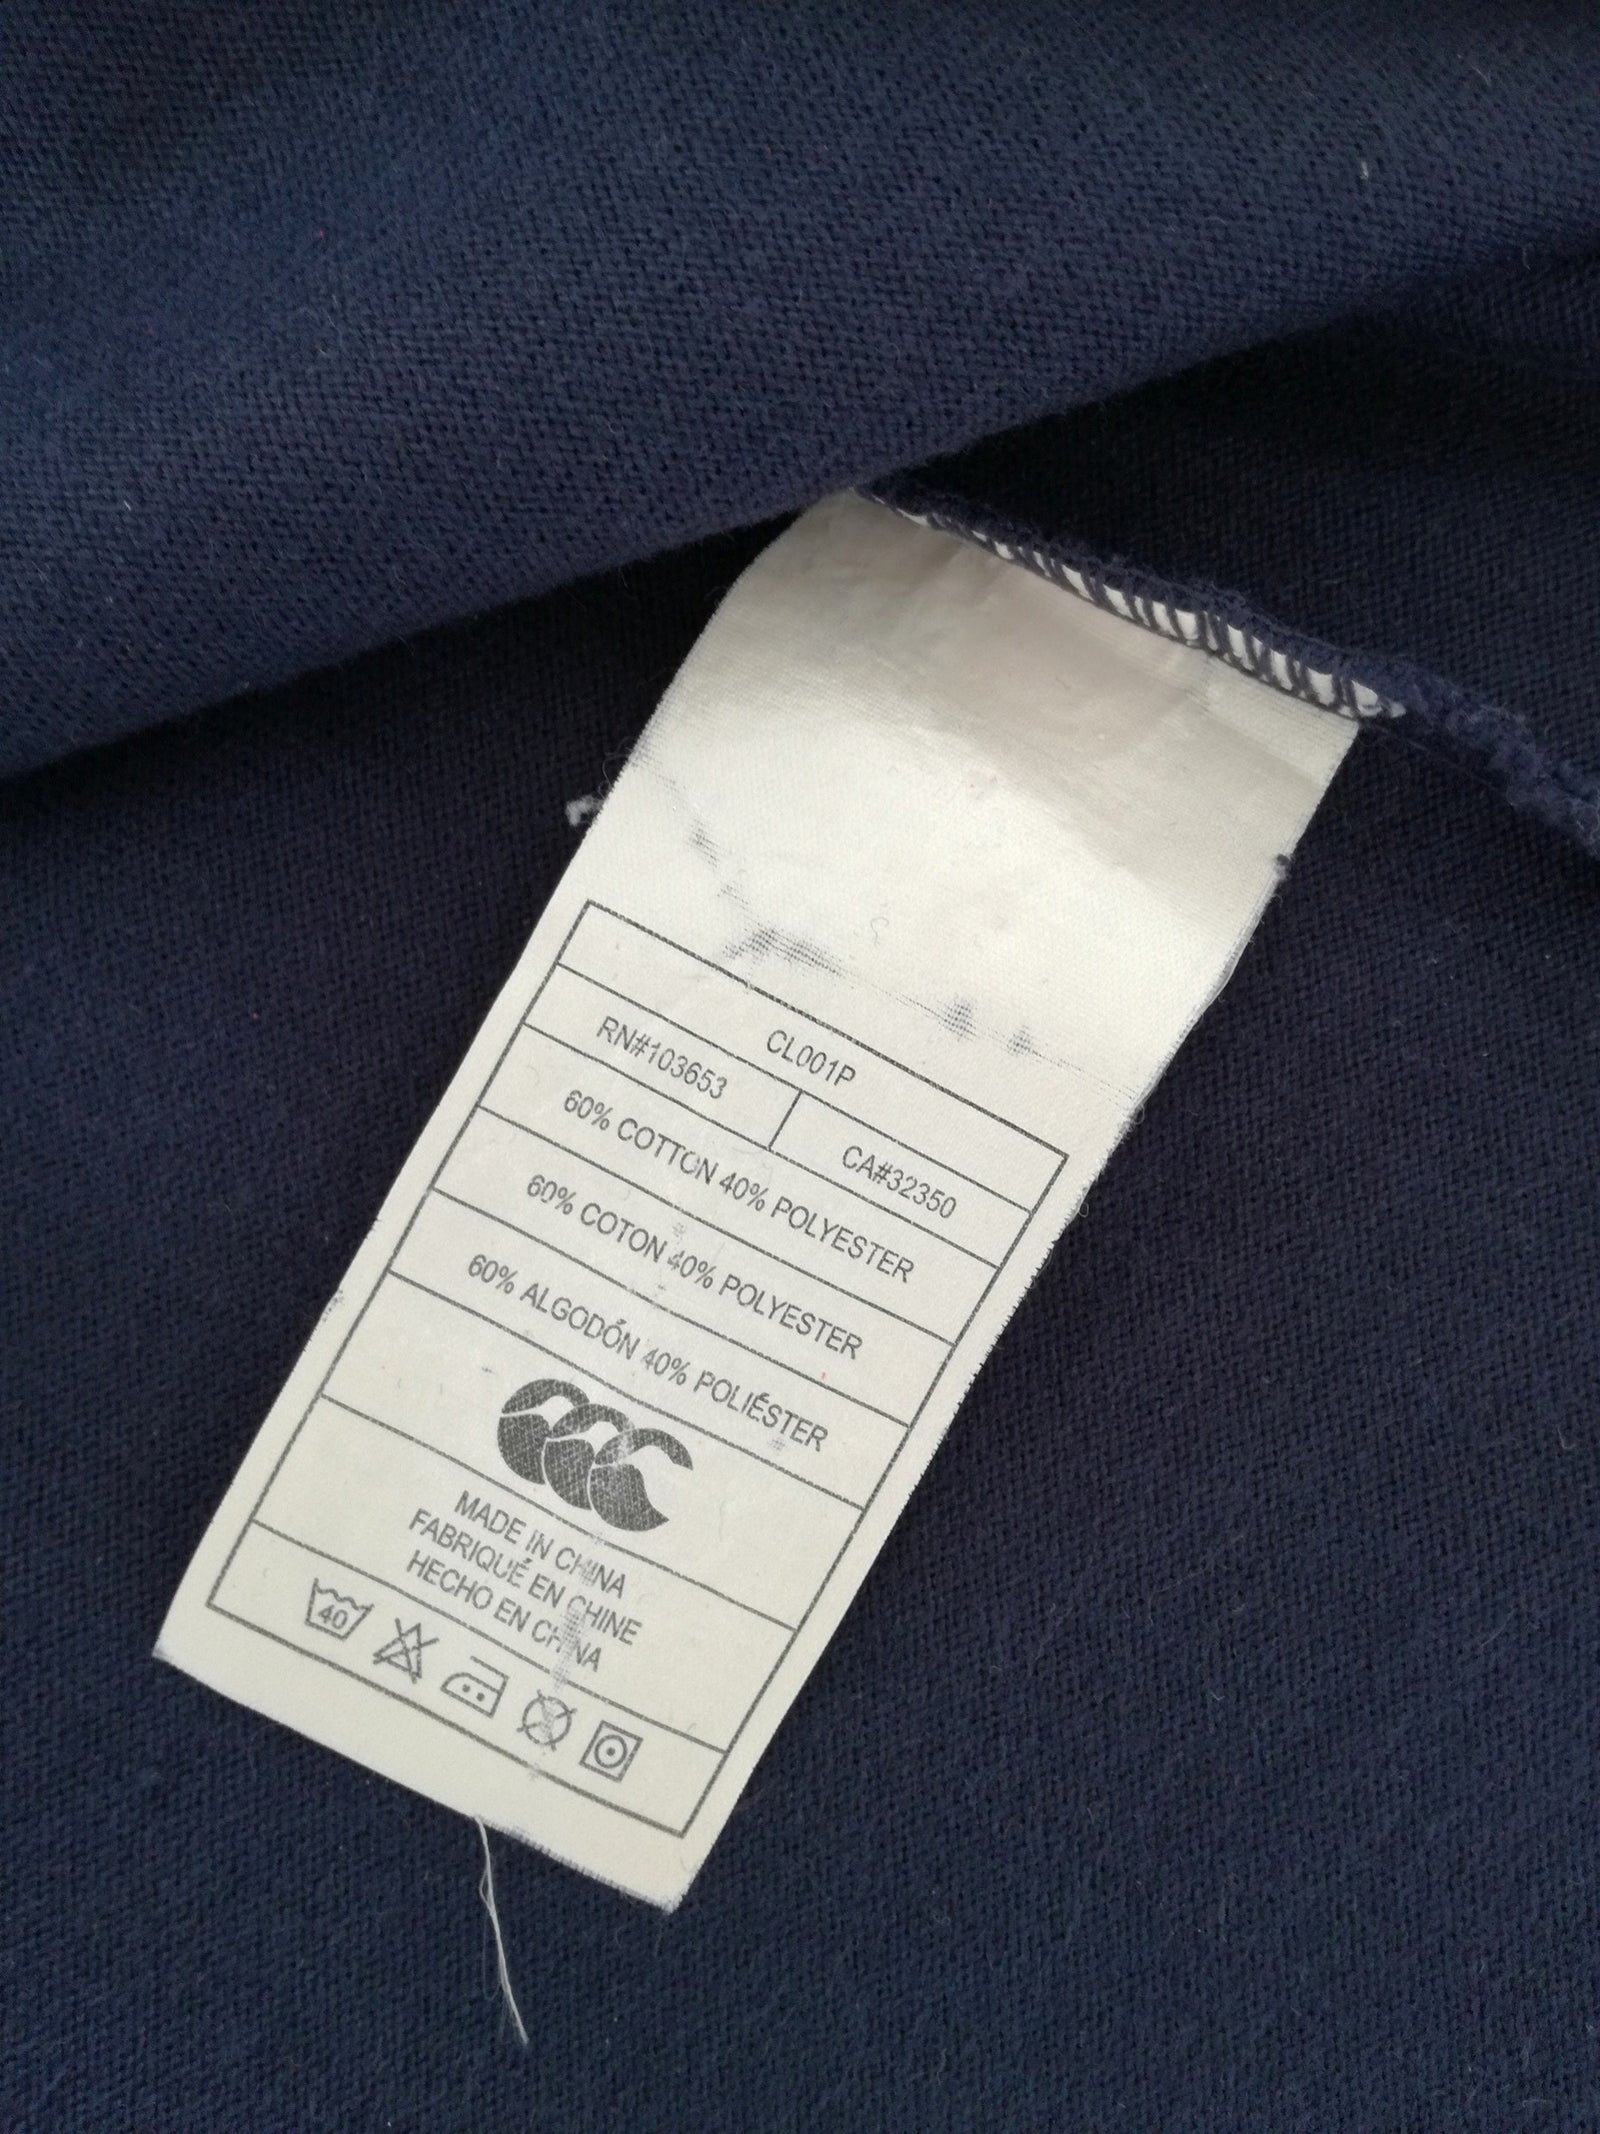 CL001P
RN#103653 CA#32350
60% COTTON 40% POLYESTER
60% COTON 40% POLYESTER
60% ALGODÓN 40% POLIÉSTER
MADE IN CHINA
FABRIQUÉ EN CHINE
HECHO EN CHINA
40